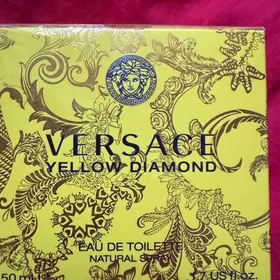 VERSACE
YELLOW DIAMOND
EAU DE TOILETTE
NATURAL SPRAY
50 ml
1.7 US fl.oz